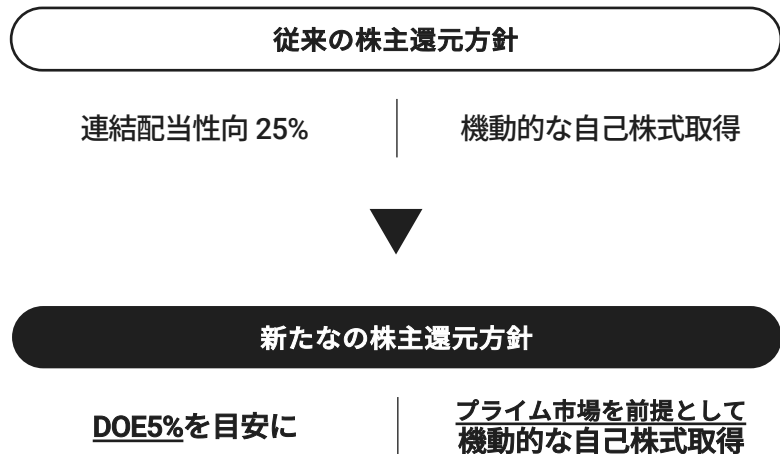 従来の株主還元方針
連結配当性向 25%
機動的な自己株式取得
新たなの株主還元方針
DOE5%を目安に
プライム市場を前提として
機動的な自己株式取得